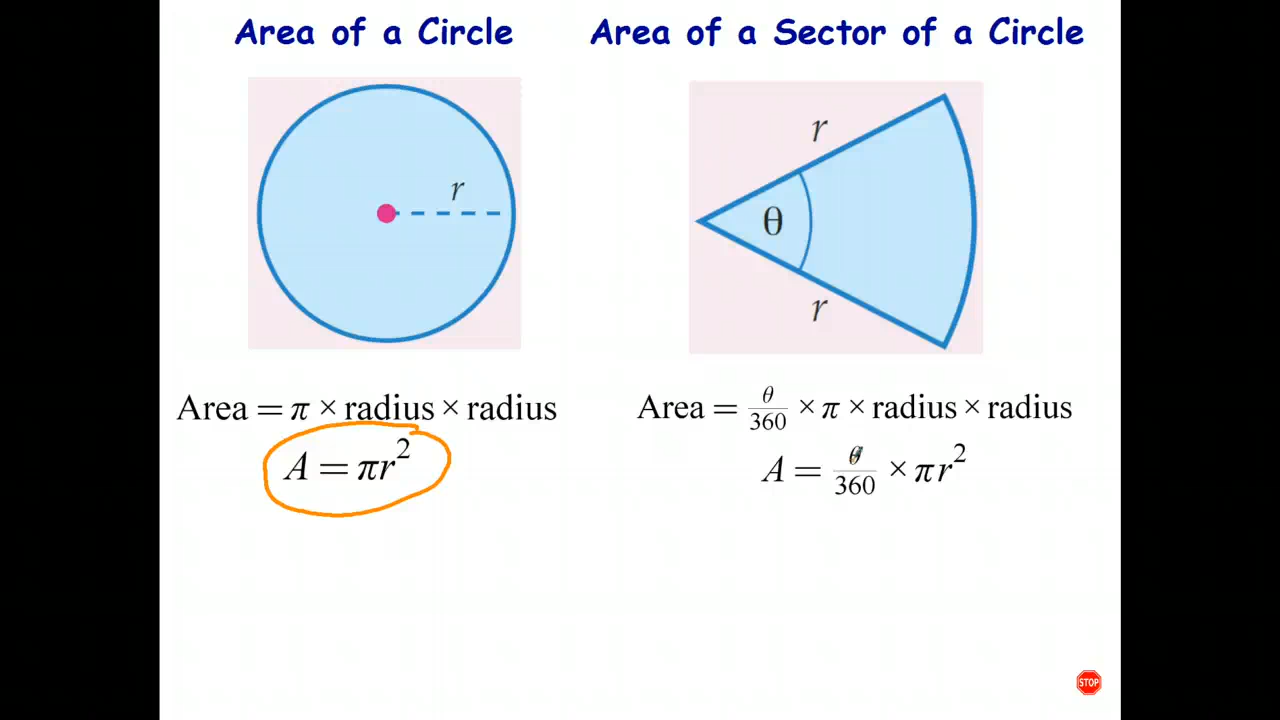 Area of a Circle
r
Area = π × radius × radius
A = πr²
Area of a Sector of a Circle
r
θ
r
Area = θ/360 × π × radius × radius
A = θ/360 × πr²
STOP